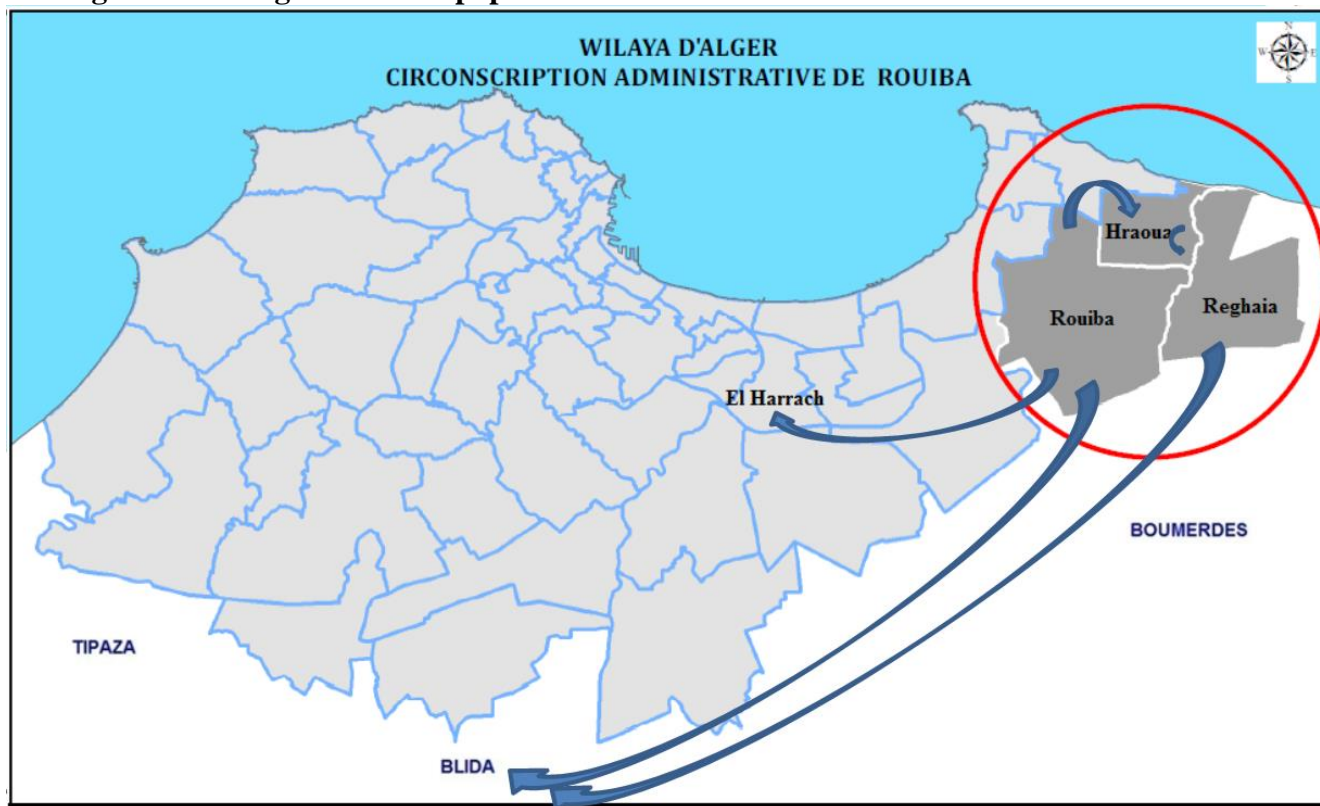 WILAYA D'ALGER
CIRCONSCRIPTION ADMINISTRATIVE DE ROUIBA
N
W
E
S
Hraoua
Rouiba
Reghaia
El Harrach
BOUMERDES
TIPAZA
BLIDA